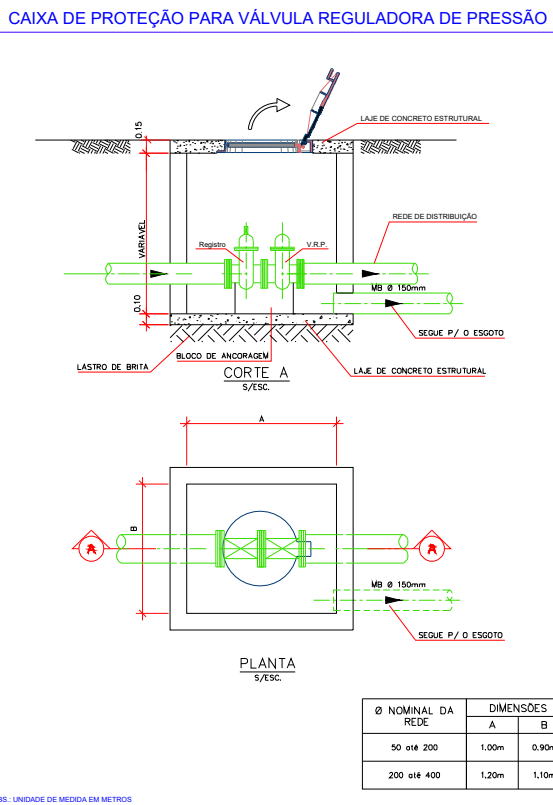 CAIXA DE PROTEÇÃO PARA VÁLVULA REGULADORA DE PRESSÃO
LAJE DE CONCRETO ESTRUTURAL
0.15
VARIAVEL
0.10
Registro
V.R.P.
REDE DE DISTRIBUIÇÃO
MB Ø 150mm
SEGUE P/ O ESGOTO
LASTRO DE BRITA
BLOCO DE ANCORAGEM
LAJE DE CONCRETO ESTRUTURAL
CORTE A
S/ESC.
A
B
A
A
MB Ø 150mm
SEGUE P/ O ESGOTO
PLANTA
S/ESC.
Ø NOMINAL DA REDE
DIMENSÕES
A B
50 até 200 1.00m 0.90m
200 até 400 1.20m 1.10m
BS.: UNIDADE DE MEDIDA EM METROS